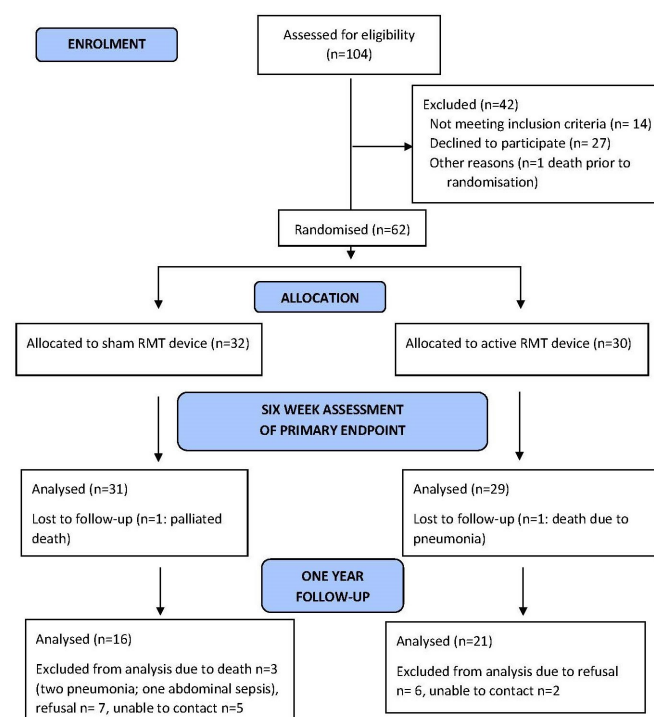 ENROLMENT
Assessed for eligibility
(n=104)
Excluded (n=42)
Not meeting inclusion criteria (n= 14)
Declined to participate (n= 27)
Other reasons (n=1 death prior to
randomisation)
Randomised (n=62)
ALLOCATION
Allocated to sham RMT device (n=32)
Allocated to active RMT device (n=30)
SIX WEEK ASSESSMENT
OF PRIMARY ENDPOINT
Analysed (n=31)
Lost to follow-up (n=1: palliated
death)
Analysed (n=29)
Lost to follow-up (n=1: death due to
pneumonia)
ONE YEAR
FOLLOW-UP
Analysed (n=16)
Excluded from analysis due to death n=3
(two pneumonia; one abdominal sepsis),
refusal n= 7, unable to contact n=5
Analysed (n=21)
Excluded from analysis due to refusal
n= 6, unable to contact n=2